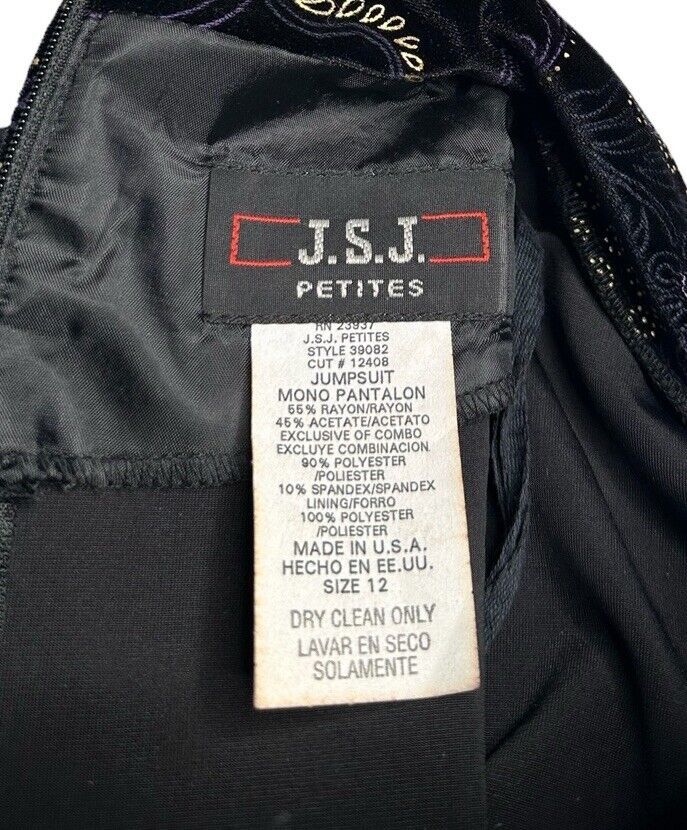 J.S.J.
PETITES
RN 23937
J.S.J. PETITES
STYLE 39082
CUT # 12408
JUMPSUIT
MONO PANTALON
55% RAYON/RAYON
45% ACETATE/ACETATO
EXCLUSIVE OF COMBO
EXCLUYE COMBINACION
90% POLYESTER
/POLIESTER
10% SPANDEX/SPANDEX
LINING/FORRO
100% POLYESTER
/POLIESTER
MADE IN U.S.A.
HECHO EN EE.UU.
SIZE 12
DRY CLEAN ONLY
LAVAR EN SECO
SOLAMENTE